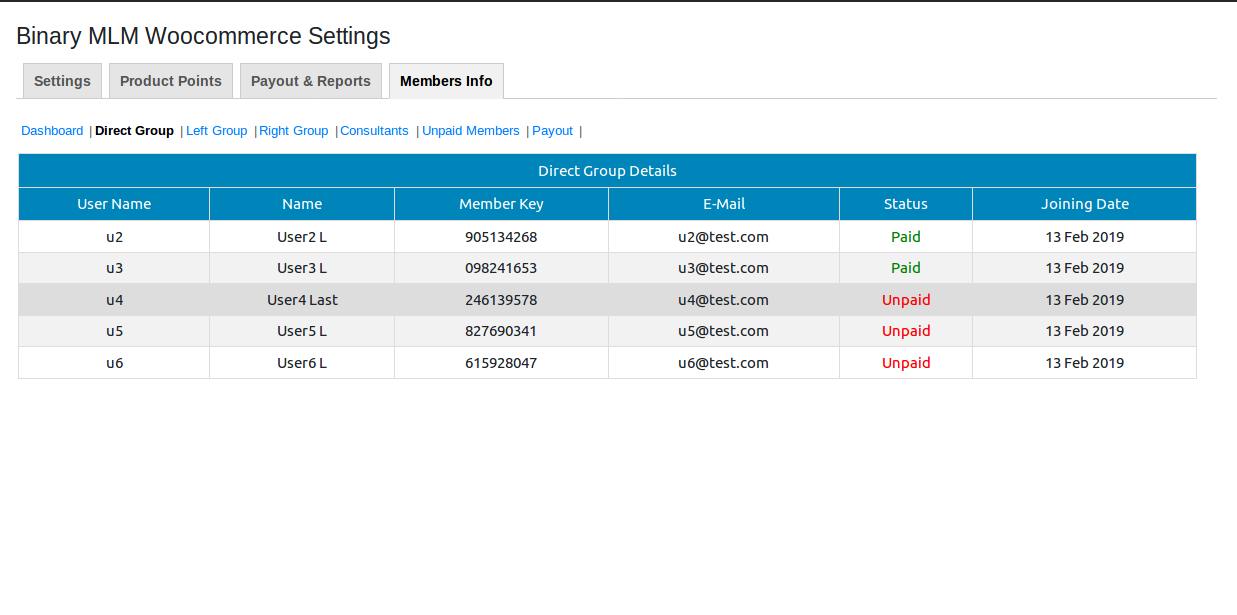 Binary MLM Woocommerce Settings
Settings Product Points Payout & Reports Members Info
Dashboard | Direct Group | Left Group | Right Group | Consultants | Unpaid Members | Payout |
Direct Group Details
User Name Name Member Key E-Mail Status Joining Date
u2 User2 L 905134268 u2@test.com Paid 13 Feb 2019
u3 User3 L 098241653 u3@test.com Paid 13 Feb 2019
u4 User4 Last 246139578 u4@test.com Unpaid 13 Feb 2019
u5 User5 L 827690341 u5@test.com Unpaid 13 Feb 2019
u6 User6 L 615928047 u6@test.com Unpaid 13 Feb 2019